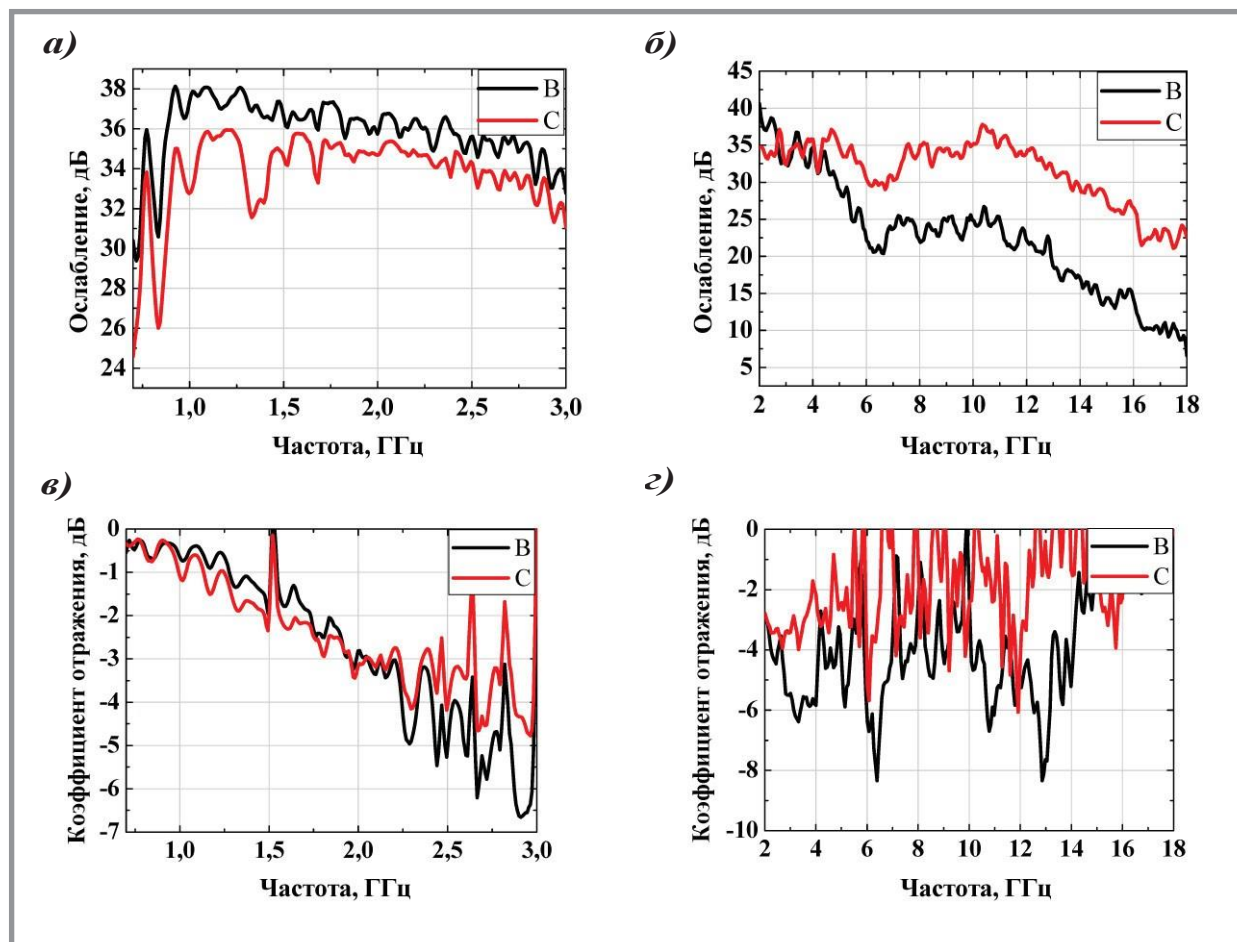 а)
38
36
34
32
30
28
26
24
Ослабление, дБ
B
C
1,0
1,5
2,0
2,5
3,0
Частота, ГГц
б)
45
40
35
30
25
20
15
10
5
Ослабление, дБ
B
C
2
4
6
8
10
12
14
16
18
Частота, ГГц
в)
0
-1
-2
-3
-4
-5
-6
-7
Коэффициент отражения, дБ
B
C
1,0
1,5
2,0
2,5
3,0
Частота, ГГц
г)
0
-2
-4
-6
-8
-10
Коэффициент отражения, дБ
B
C
2
4
6
8
10
12
14
16
18
Частота, ГГц